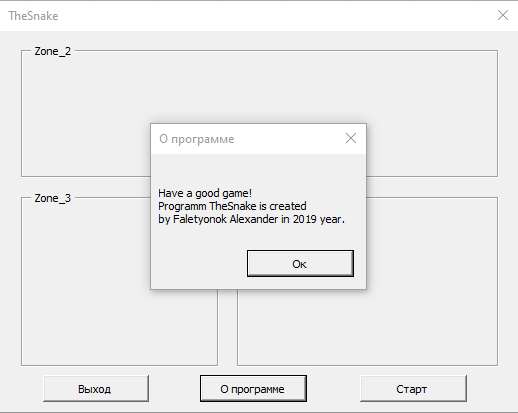 TheSnake
Zone_2
О программе
Have a good game!
Programm TheSnake is created
by Faletyonok Alexander in 2019 year.
Ок
Zone_3
Выход
О программе
Старт